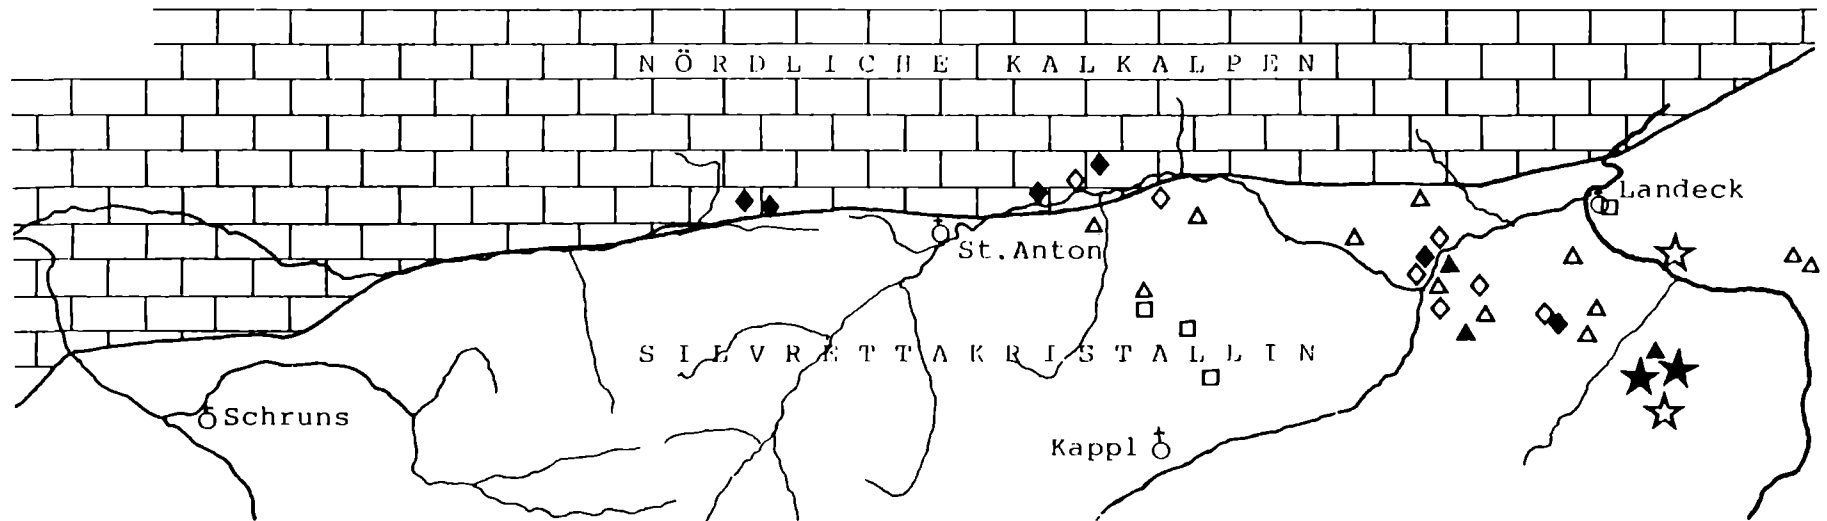 NÖRDLICHE KALKALPEN
Landeck
St.Anton
SILVRETTAKRISTALLIN
Schruns
Kappl